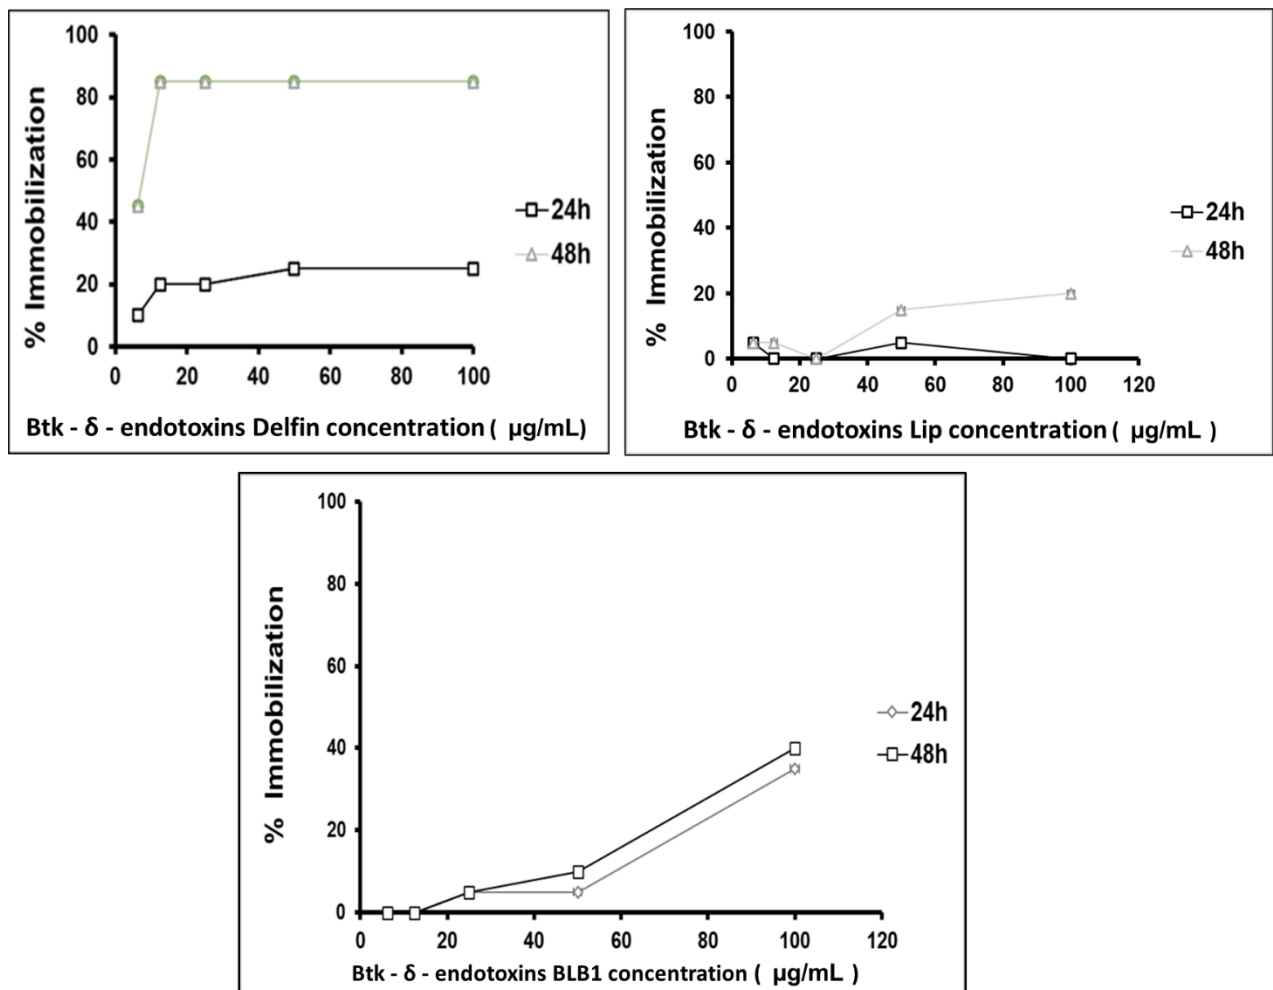 100
80
60
40
20
0
% Immobilization
0 20 40 60 80 100
24h
48h
Btk - δ - endotoxins Delfin concentration ( µg/mL)
100
80
60
40
20
0
% Immobilization
0 20 40 60 80 100 120
24h
48h
Btk - δ - endotoxins Lip concentration ( µg/mL )
100
80
60
40
20
0
% Immobilization
0 20 40 60 80 100 120
24h
48h
Btk - δ - endotoxins BLB1 concentration ( µg/mL )